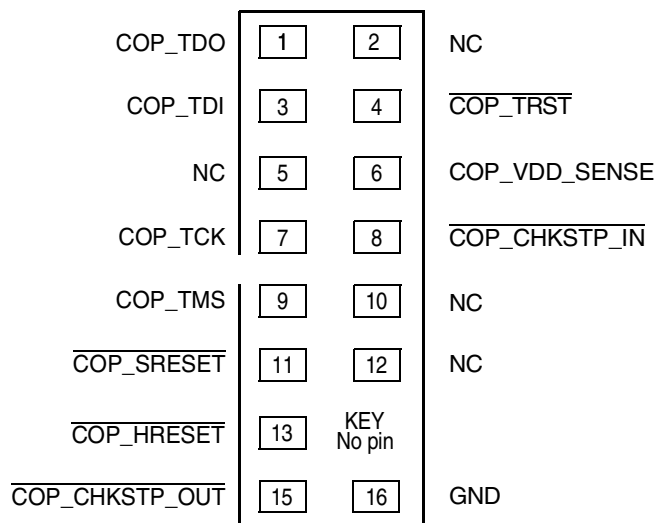 COP_TDO 1 2 NC
COP_TDI 3 4 COP_TRST
NC 5 6 COP_VDD_SENSE
COP_TCK 7 8 COP_CHKSTP_IN
COP_TMS 9 10 NC
COP_SRESET 11 12 NC
COP_HRESET 13 KEY
No pin
COP_CHKSTP_OUT 15 16 GND